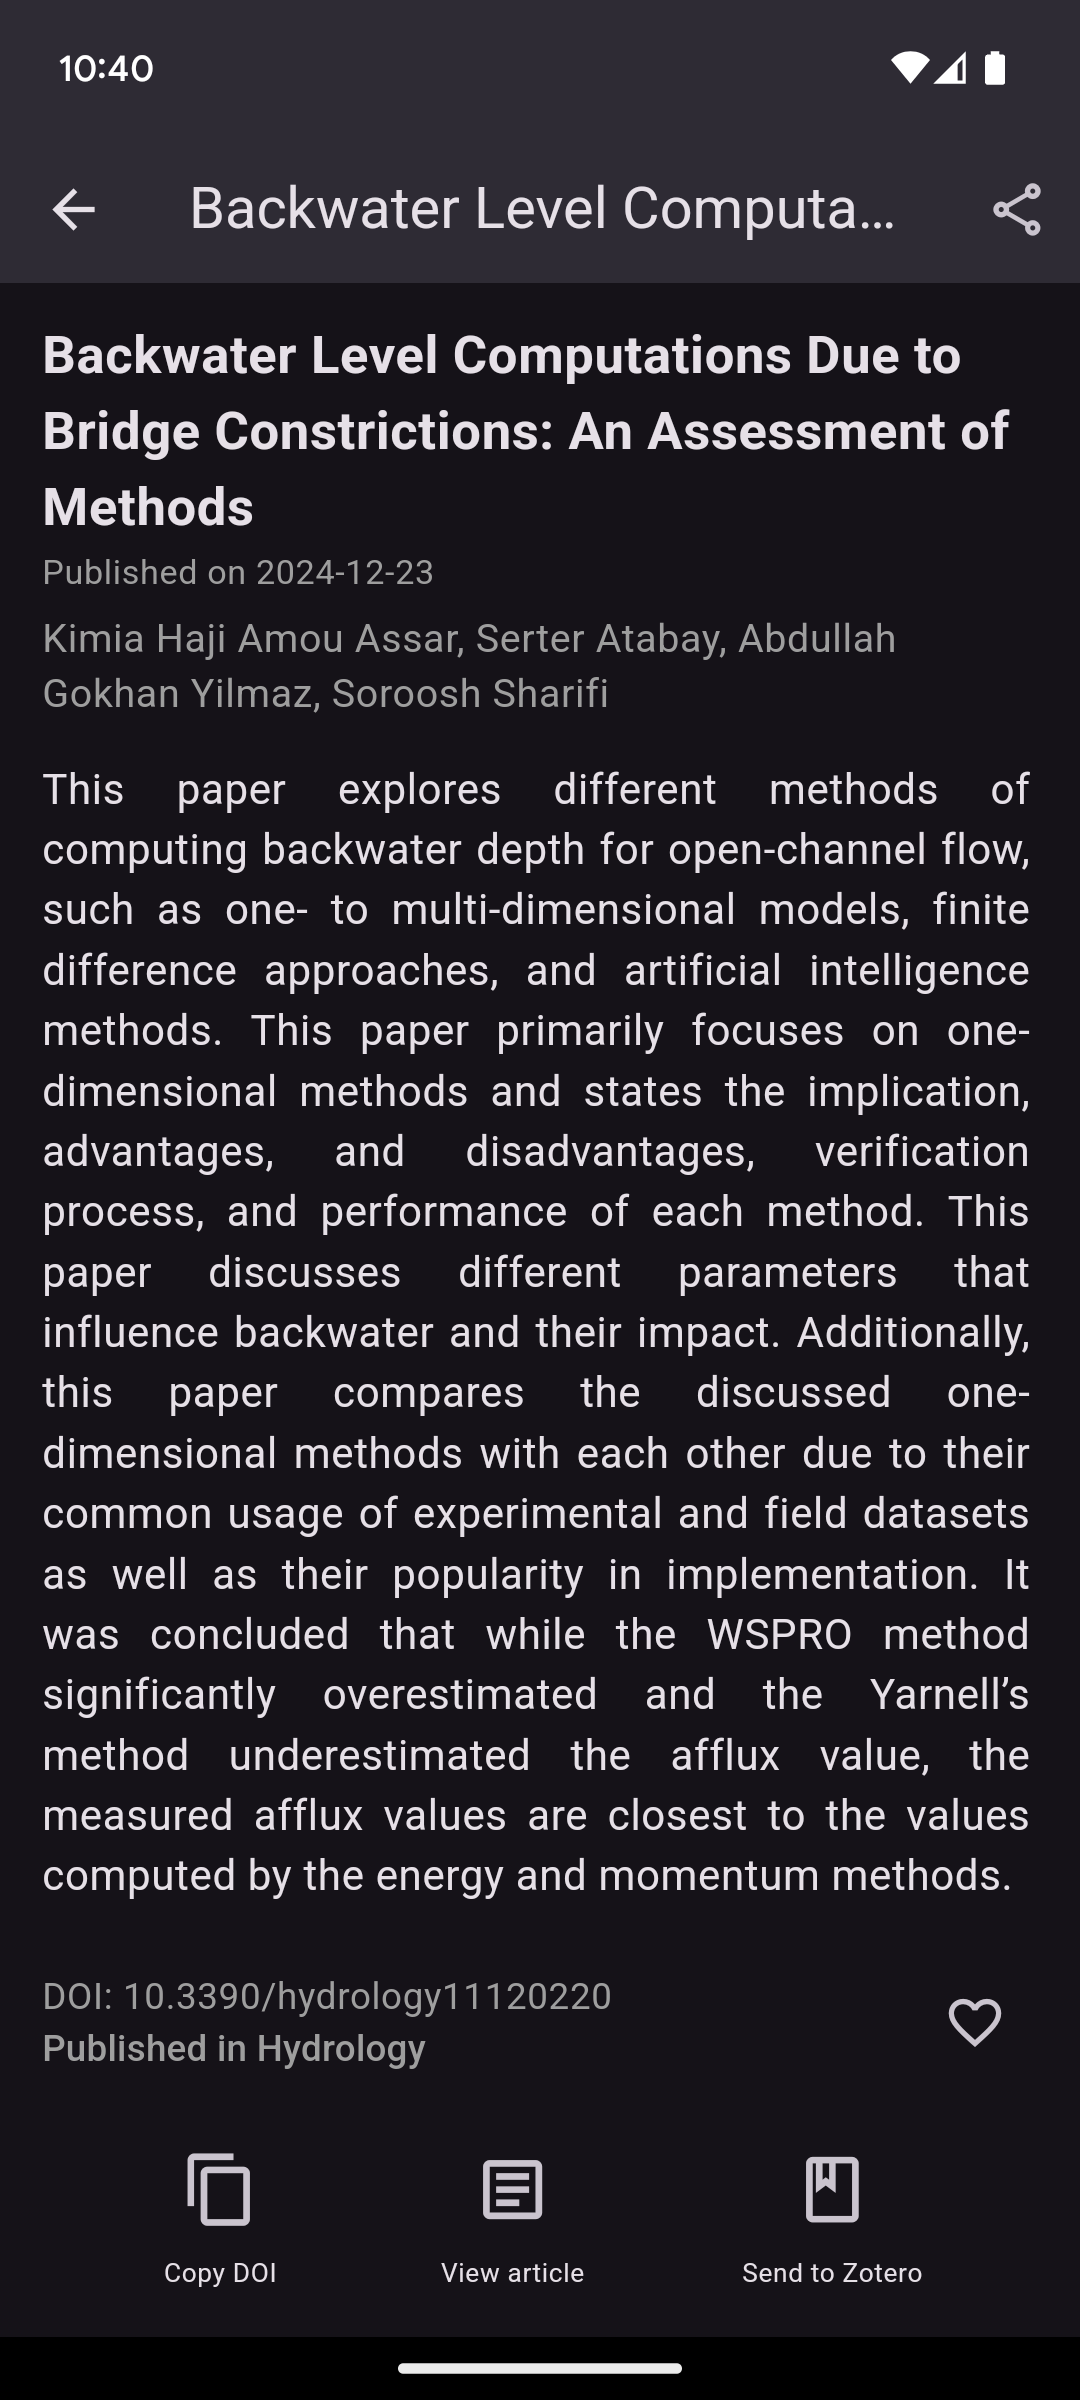 10:40
Backwater Level Computa...
Backwater Level Computations Due to
Bridge Constrictions: An Assessment of
Methods
Published on 2024-12-23
Kimia Haji Amou Assar, Serter Atabay, Abdullah
Gokhan Yilmaz, Soroosh Sharifi
This paper explores different methods of
computing backwater depth for open-channel flow,
such as one- to multi-dimensional models, finite
difference approaches, and artificial intelligence
methods. This paper primarily focuses on one-
dimensional methods and states the implication,
advantages, and disadvantages, verification
process, and performance of each method. This
paper discusses different parameters that
influence backwater and their impact. Additionally,
this paper compares the discussed one-
dimensional methods with each other due to their
common usage of experimental and field datasets
as well as their popularity in implementation. It
was concluded that while the WSPRO method
significantly overestimated and the Yarnell’s
method underestimated the afflux value, the
measured afflux values are closest to the values
computed by the energy and momentum methods.
DOI: 10.3390/hydrology11120220
Published in Hydrology
Copy DOI
View article
Send to Zotero